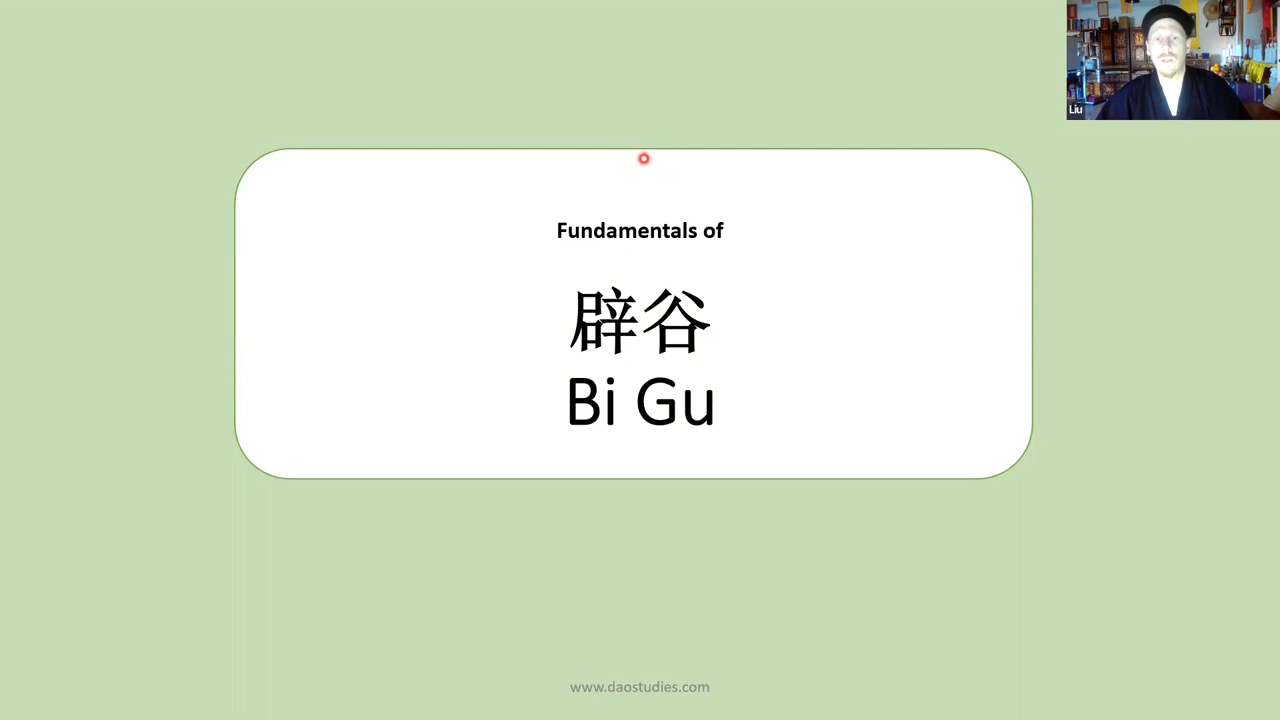 Liu
Fundamentals of
辟谷
Bi Gu
www.daostudies.com